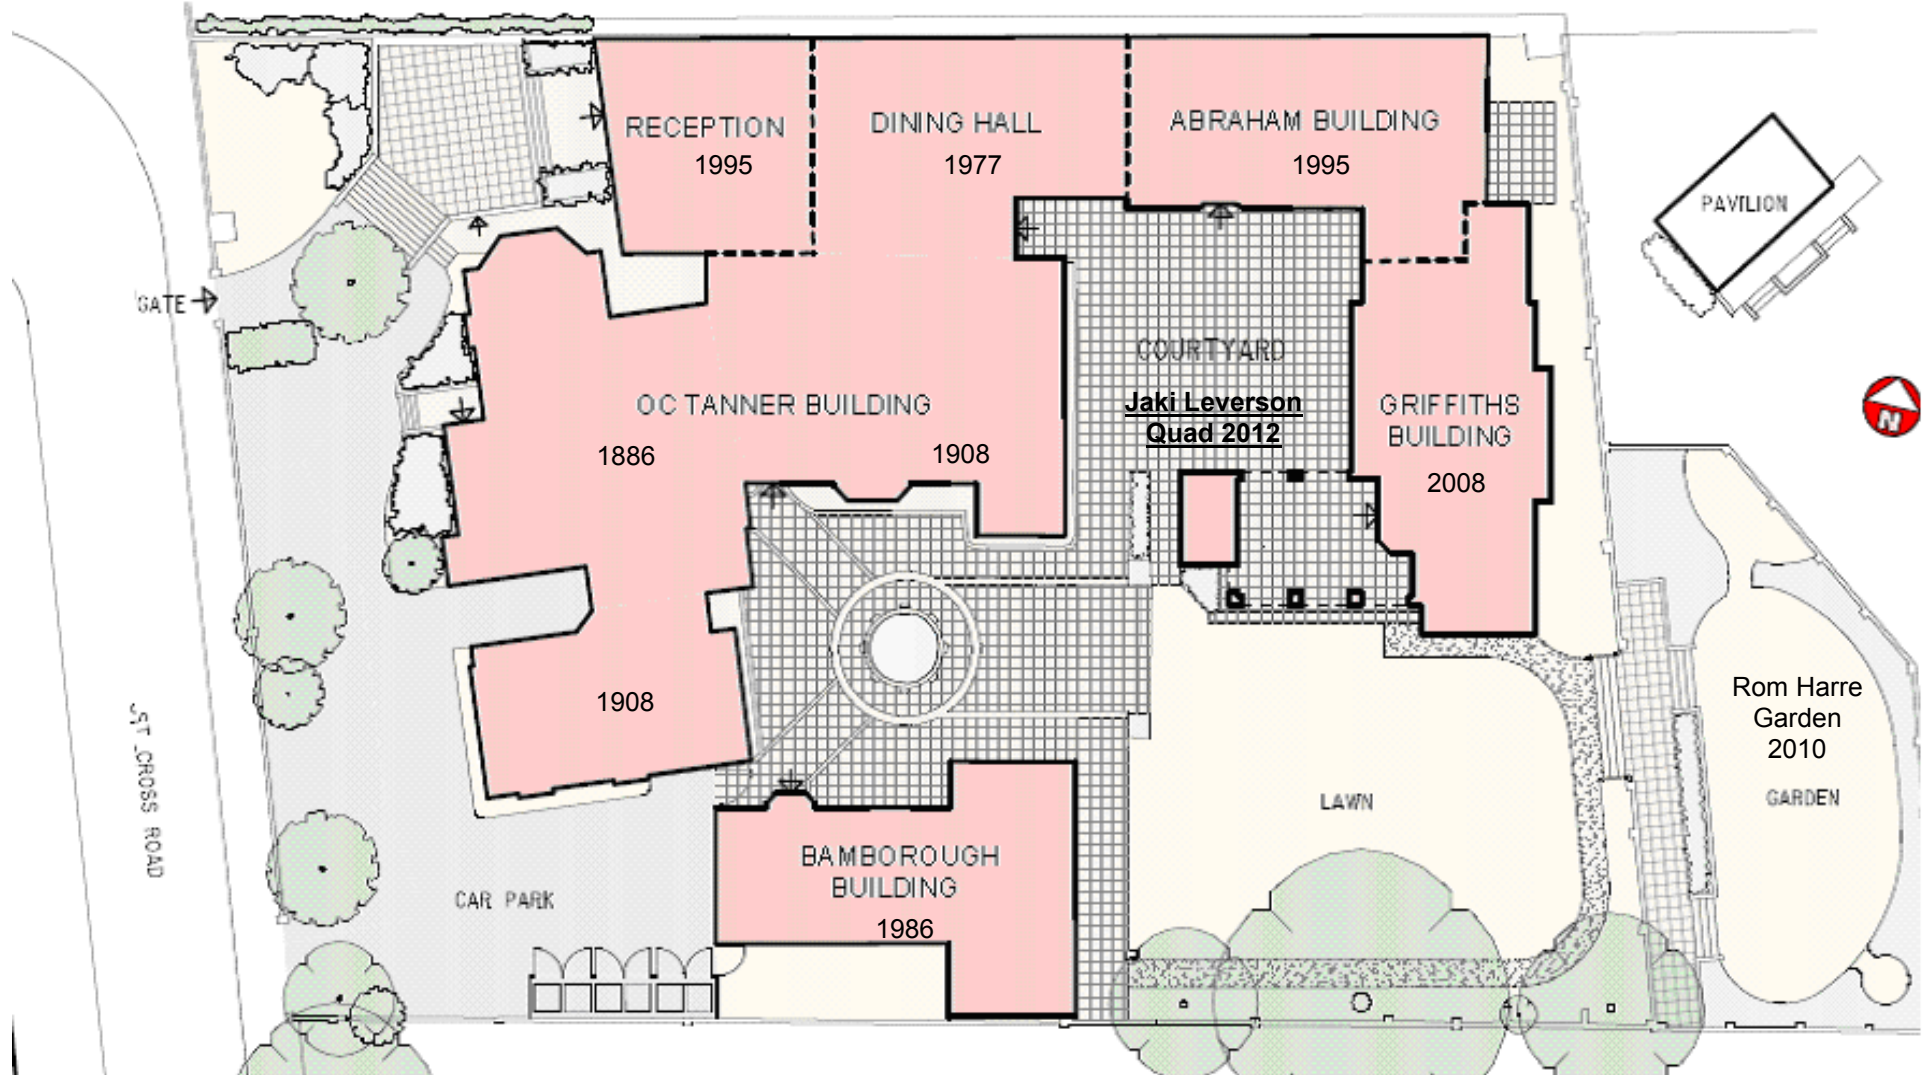 RECEPTION
1995
DINING HALL
1977
ABRAHAM BUILDING
1995
PAVILION
GATE
COURTYARD
Jaki Leverson
Quad 2012
OC TANNER BUILDING
1886
1908
GRIFFITHS
BUILDING
2008
N
1908
Rom Harre
Garden
2010
GARDEN
ST CROSS ROAD
LAWN
BAMBOROUGH
BUILDING
1986
CAR PARK